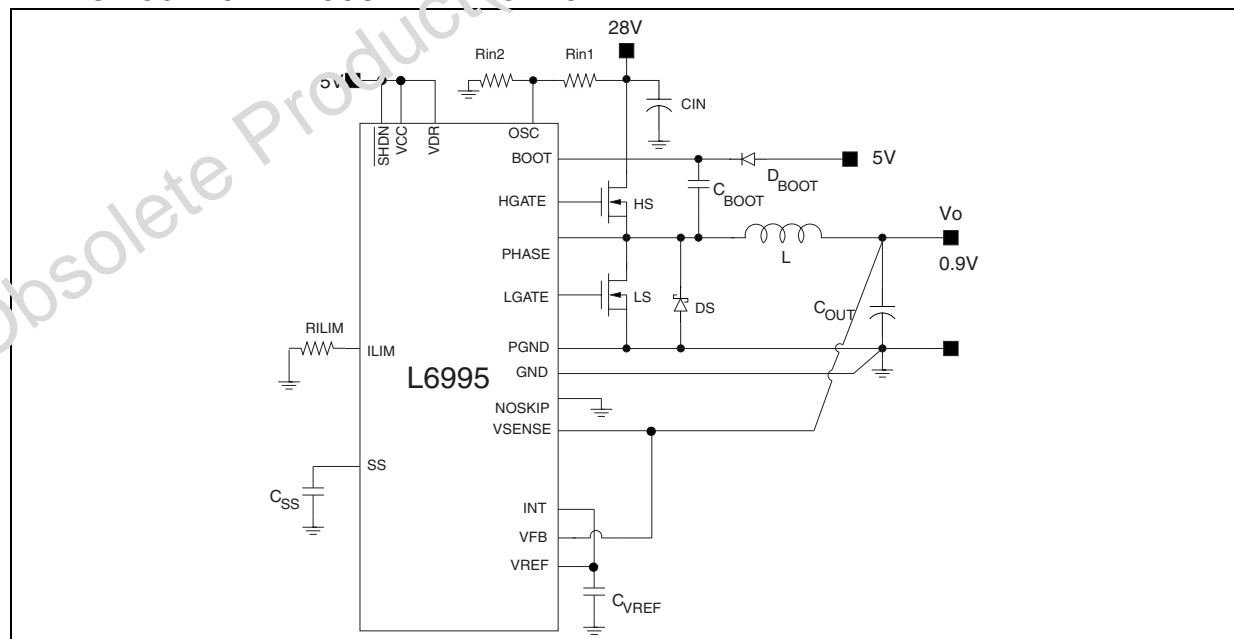 Obsolete Product(
28V
Rin2
Rin1
5V
CIN
SHDN
VCC
VDR
OSC
BOOT
5V
DBOOT
CBOOT
HGATE
HS
Vo
PHASE
L
0.9V
LGATE
LS
DS
COUT
RILIM
PGND
ILIM
L6995
GND
NOSKIP
VSENSE
SS
CSS
INT
VFB
VREF
CVREF